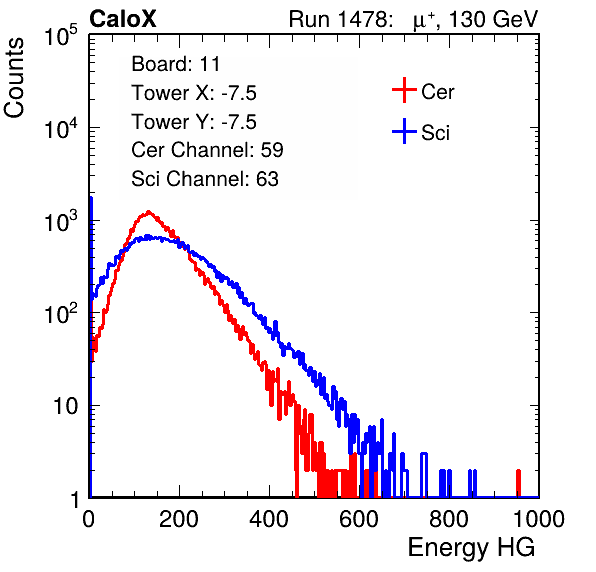 CaloX Run 1478: μ⁺, 130 GeV
Counts
Board: 11
Tower X: -7.5
Tower Y: -7.5
Cer Channel: 59
Sci Channel: 63
Cer
Sci
10⁵
10⁴
10³
10²
10
1
0 200 400 600 800 1000
Energy HG